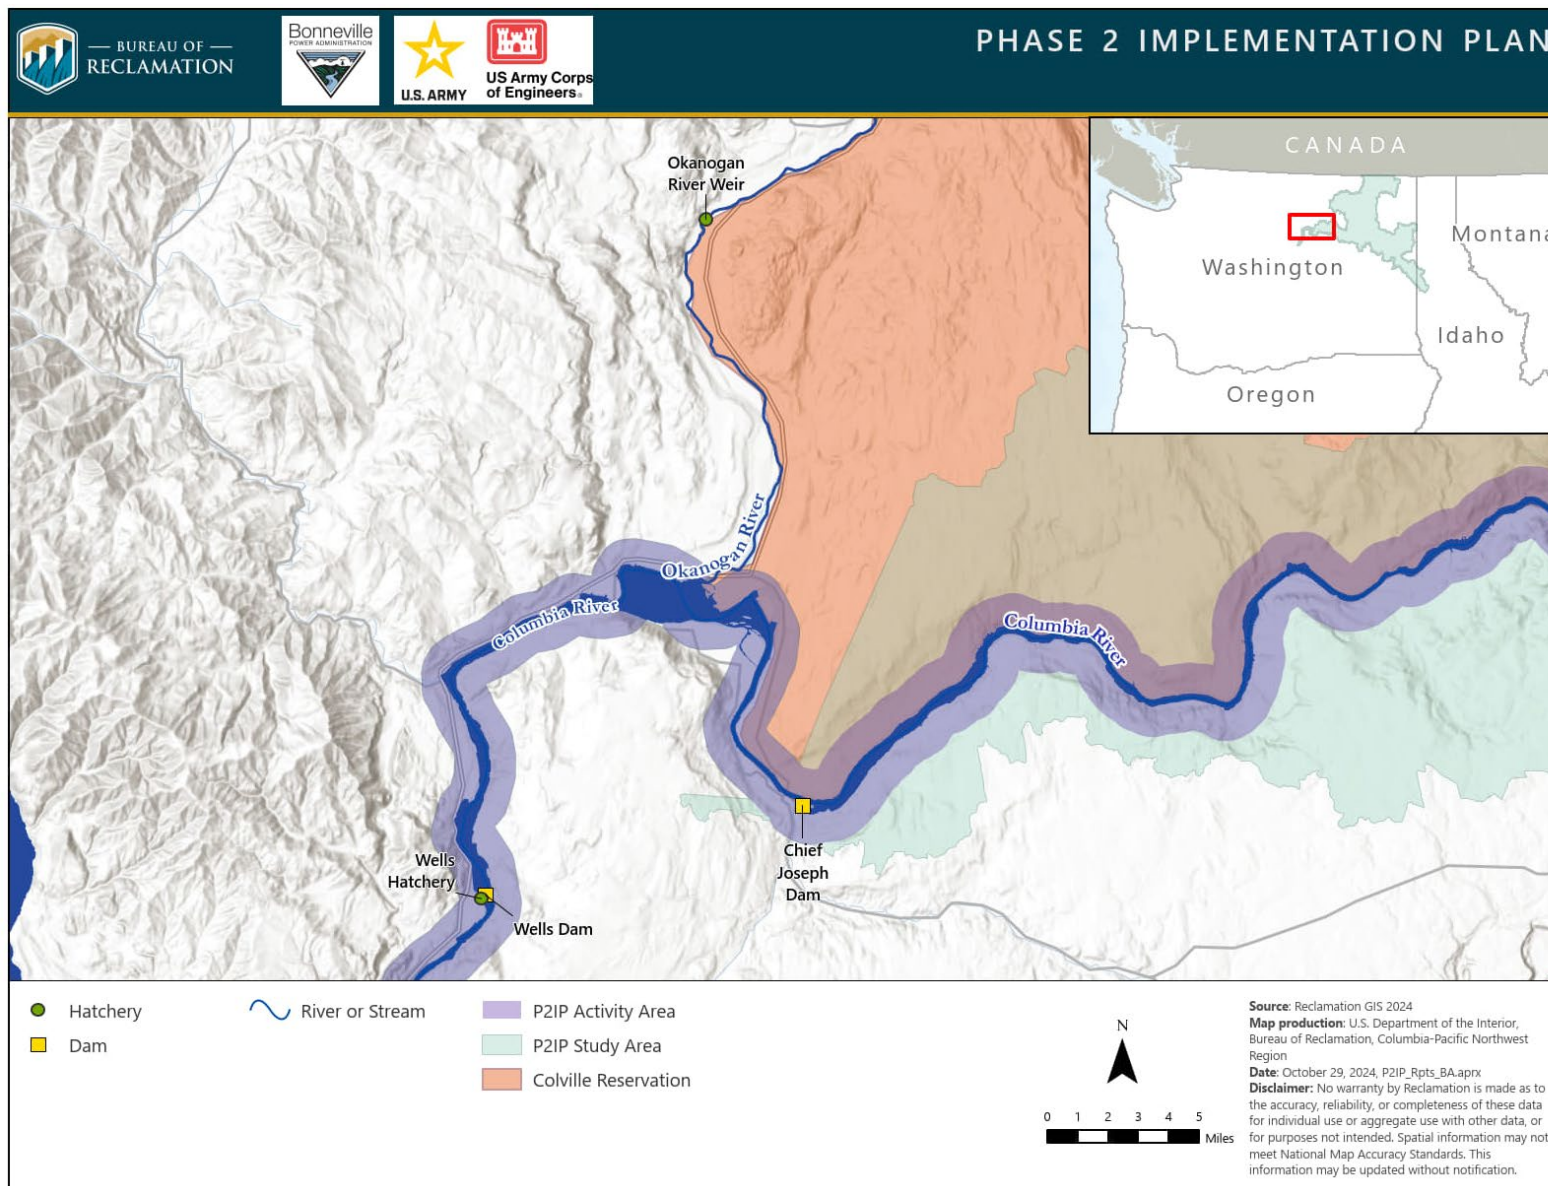 BUREAU OF
RECLAMATION
Bonneville
POWER ADMINISTRATION
U.S. ARMY
US Army Corps
of Engineers®
PHASE 2 IMPLEMENTATION PLAN
Okanogan
River Weir
CANADA
Washington
Montana
Idaho
Oregon
Okanogan River
Columbia River
Columbia River
Chief
Joseph
Dam
Wells
Hatchery
Wells Dam
Hatchery
Dam
River or Stream
P2IP Activity Area
P2IP Study Area
Colville Reservation
N
0 1 2 3 4 5
Miles
Source: Reclamation GIS 2024
Map production: U.S. Department of the Interior,
Bureau of Reclamation, Columbia-Pacific Northwest
Region
Date: October 29, 2024, P2IP_Rpts_BA.aprx
Disclaimer: No warranty by Reclamation is made as to
the accuracy, reliability, or completeness of these data
for individual use or aggregate use with other data, or
for purposes not intended. Spatial information may not
meet National Map Accuracy Standards. This
information may be updated without notification.